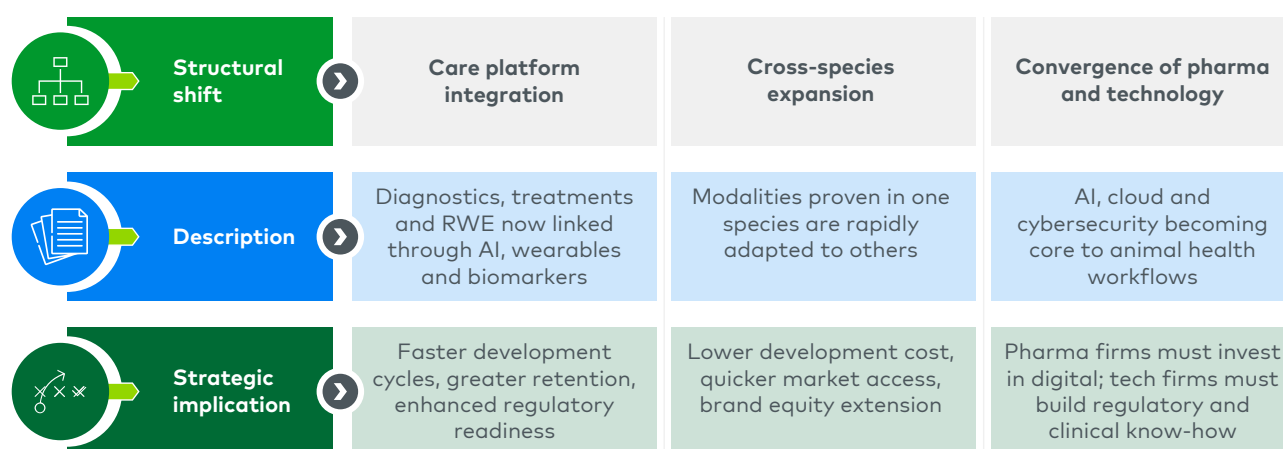 Structural
shift
Care platform
integration
Cross-species
expansion
Convergence of pharma
and technology
Description
Diagnostics, treatments
and RWE now linked
through AI, wearables
and biomarkers
Modalities proven in one
species are rapidly
adapted to others
AI, cloud and
cybersecurity becoming
core to animal health
workflows
Strategic
implication
Faster development
cycles, greater retention,
enhanced regulatory
readiness
Lower development cost,
quicker market access,
brand equity extension
Pharma firms must invest
in digital; tech firms must
build regulatory and
clinical know-how